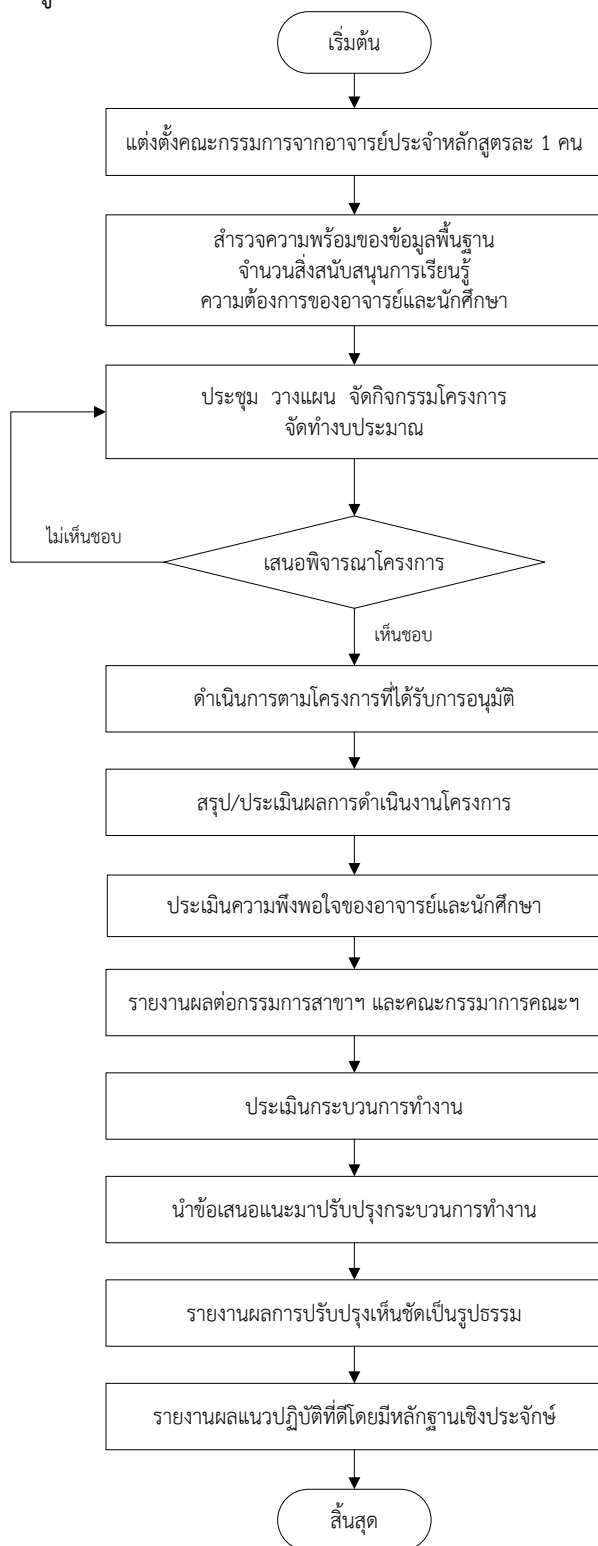 เริ่มต้น
แต่งตั้งคณะกรรมการจากอาจารย์ประจำหลักสูตรละ 1 คน
สำรวจความพร้อมของข้อมูลพื้นฐาน
จำนวนสิ่งสนับสนุนการเรียนรู้
ความต้องการของอาจารย์และนักศึกษา
ประชุม วางแผน จัดกิจกรรมโครงการ
จัดทำงบประมาณ
ไม่เห็นชอบ
เสนอพิจารณาโครงการ
เห็นชอบ
ดำเนินการตามโครงการที่ได้รับการอนุมัติ
สรุป/ประเมินผลการดำเนินงานโครงการ
ประเมินความพึงพอใจของอาจารย์และนักศึกษา
รายงานผลต่อกรรมการสาขาฯ และคณะกรรมาการคณะฯ
ประเมินกระบวนการทำงาน
นำข้อเสนอแนะมาปรับปรุงกระบวนการทำงาน
รายงานผลการปรับปรุงเห็นชัดเป็นรูปธรรม
รายงานผลแนวปฏิบัติที่ดีโดยมีหลักฐานเชิงประจักษ์
สิ้นสุด